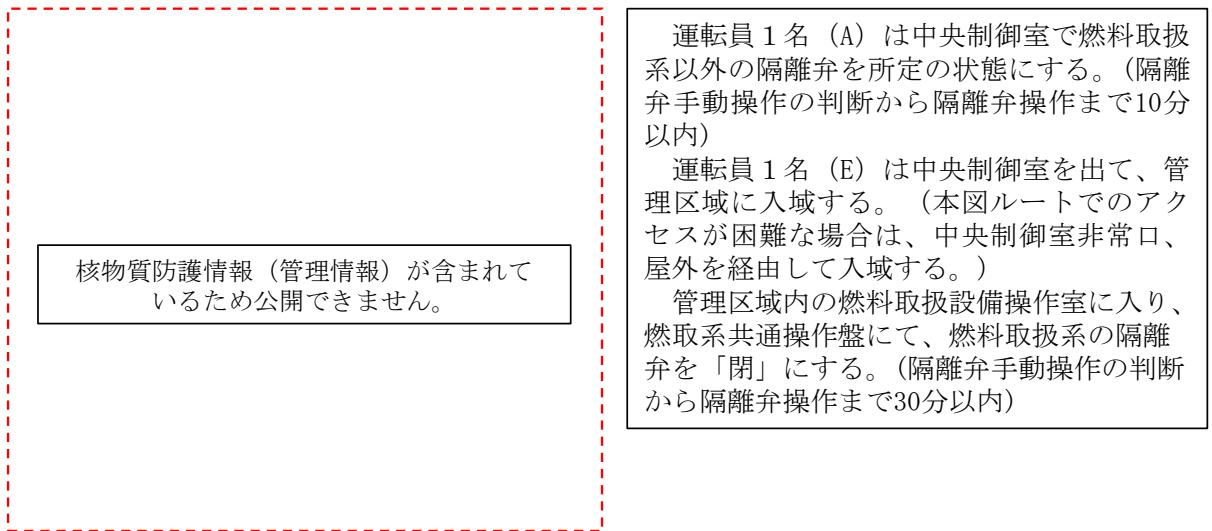 核物質防護情報（管理情報）が含まれて
いるため公開できません。
　運転員１名（A）は中央制御室で燃料取扱
系以外の隔離弁を所定の状態にする。（隔離
弁手動操作の判断から隔離弁操作まで10分
以内）
　運転員１名（E）は中央制御室を出て、管
理区域に入域する。（本図ルートでのアク
セスが困難な場合は、中央制御室非常口、
屋外を経由して入域する。）
　管理区域内の燃料取扱設備操作室に入り、
燃取系共通操作盤にて、燃料取扱系の隔離
弁を「閉」にする。（隔離弁手動操作の判断
から隔離弁操作まで30分以内）